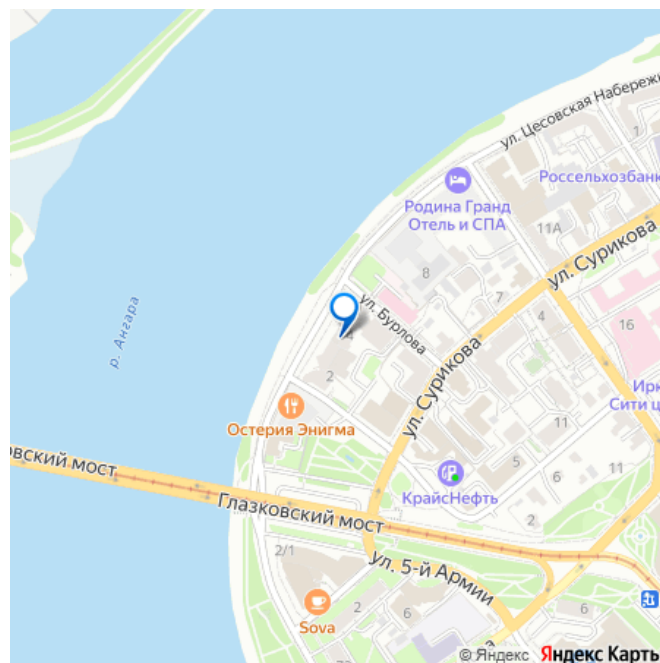 ул. Цесовская Набережн
1
Россельхозбанк
Родина Гранд
Отель и СПА
11А
ул. Сурикова
8
7
ул. Бурлова
4
16
р. Ангара
2
ул. Сурикова
Ирк
Сити ц
Остерия Энигма
11
5
11
овский мост
КрайсНефть
2
Глазковский мост
2/1
ул. 5-й Армии
2
6
6
Sova
© Яндекс Яндекс Карты